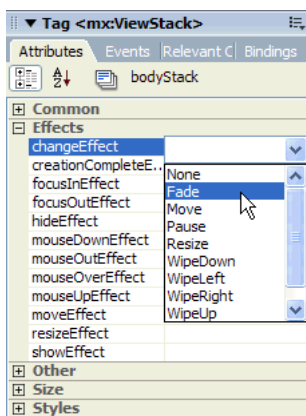 Tag <mx:ViewStack>
Attributes Events Relevant C Bindings
A Z bodyStack
Common
Effects
changeEffect
creationCompleteE..
focusInEffect
focusOutEffect
hideEffect
mouseDownEffect
mouseOutEffect
mouseOverEffect
mouseUpEffect
moveEffect
resizeEffect
showEffect
None
Fade
Move
Pause
Resize
WipeDown
WipeLeft
WipeRight
WipeUp
Other
Size
Styles